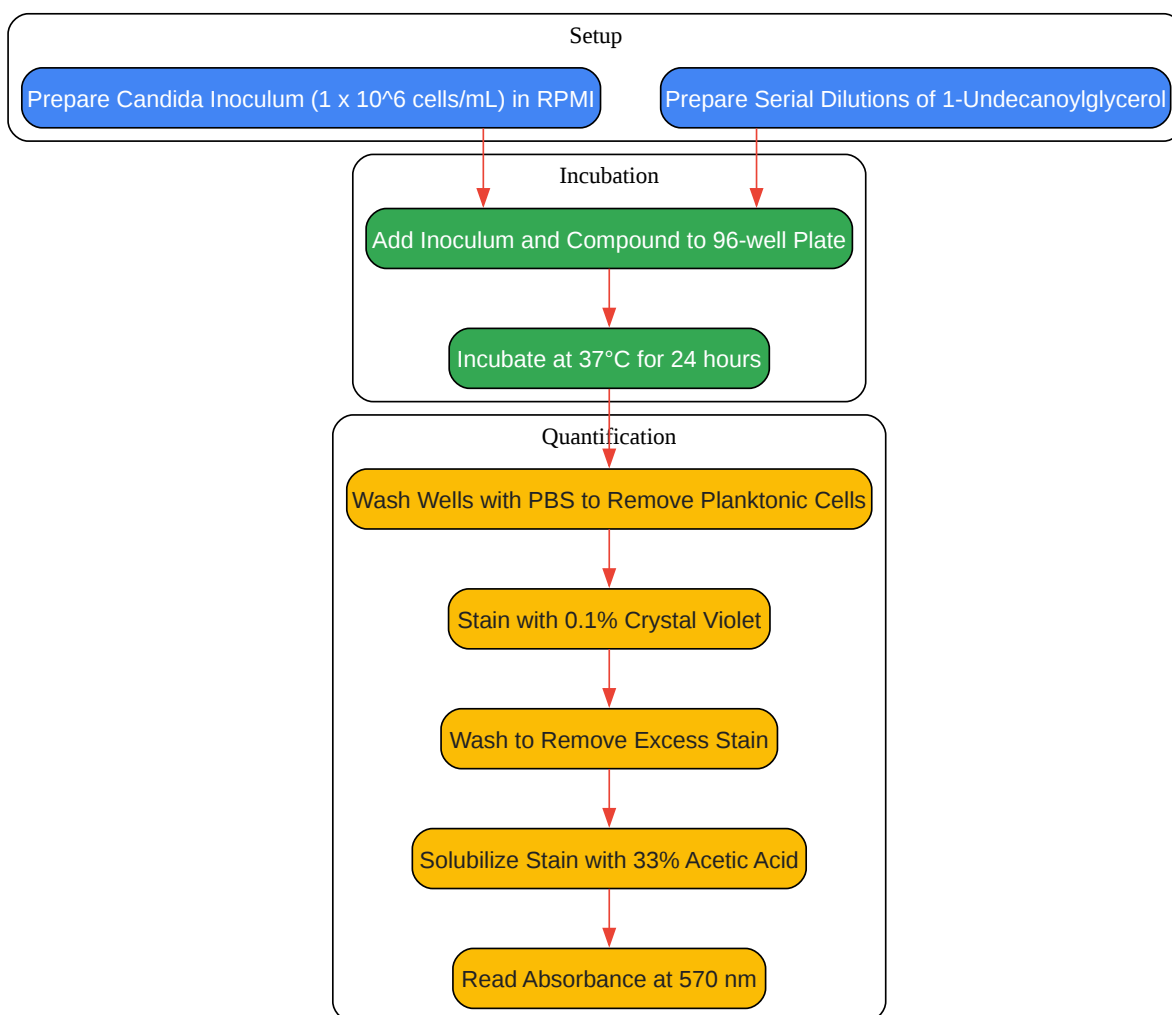 Setup
Prepare Candida Inoculum (1 x 10^6 cells/mL) in RPMI
Prepare Serial Dilutions of 1-Undecanoylglycerol
Incubation
Add Inoculum and Compound to 96-well Plate
Incubate at 37°C for 24 hours
Quantification
Wash Wells with PBS to Remove Planktonic Cells
Stain with 0.1% Crystal Violet
Wash to Remove Excess Stain
Solubilize Stain with 33% Acetic Acid
Read Absorbance at 570 nm